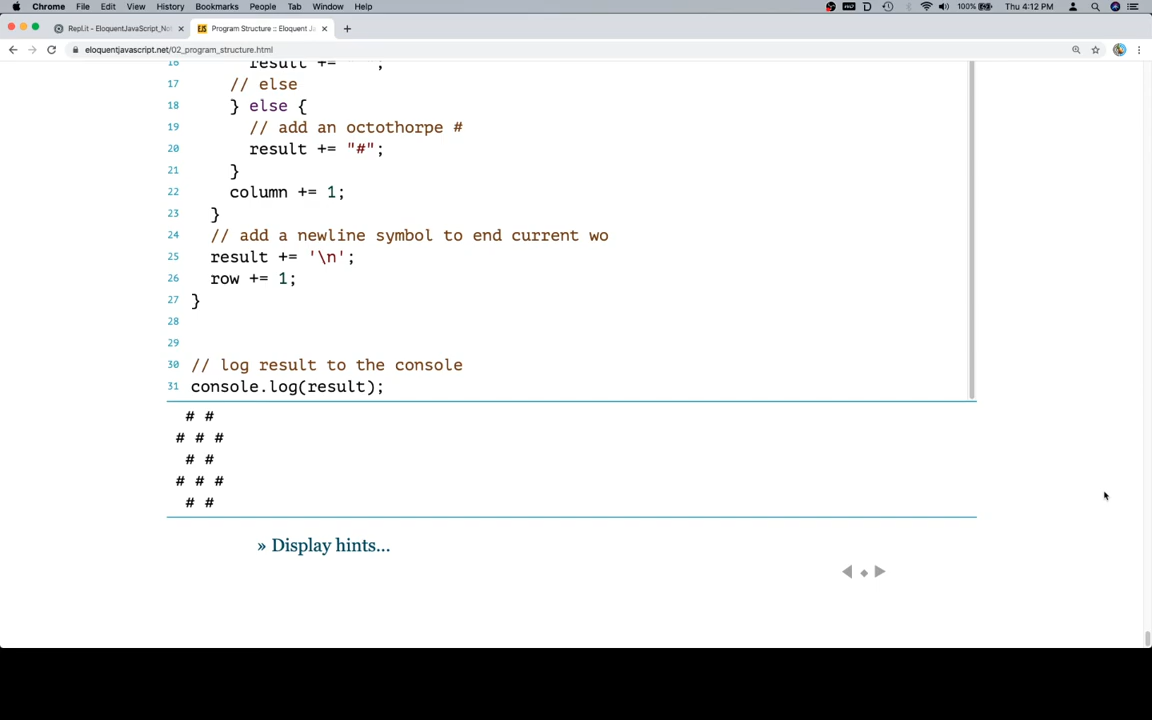 Chrome File Edit View History Bookmarks People Tab Window Help 100% Thu 4:12 PM
Repl.it - EloquentJavaScript_No × Program Structure :: Eloquent Ja × +
eloquentjavascript.net/02_program_structure.html
16 result += " ";
17 // else
18 } else {
19 // add an octothorpe #
20 result += "#";
21 }
22 column += 1;
23 }
24 // add a newline symbol to end current wo
25 result += '\n';
26 row += 1;
27 }
28
29
30 // log result to the console
31 console.log(result);
# #
# # #
# #
# # #
# #
» Display hints...